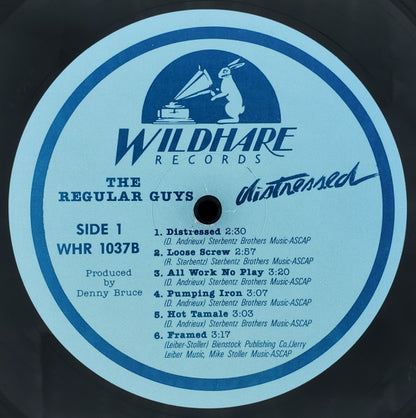 WILDHARE
RECORDS
THE
REGULAR GUYS
distressed
SIDE 1
WHR 1037B
Produced
by
Denny Bruce
1. Distressed 2:30
(D. Andrieux) Sterbentz Brothers Music-ASCAP
2. Loose Screw 2:57
(R. Sterbentz) Sterbentz Brothers Music-ASCAP
3. All Work No Play 3:20
(D. Andrieux) Sterbentz Brothers Music-ASCAP
4. Pumping Iron 3:07
(D. Andrieux) Sterbentz Brothers Music-ASCAP
5. Hot Tamale 3:03
(D. Andrieux) Sterbentz Brothers Music-ASCAP
6. Framed 3:17
(Leiber-Stoller) Bienstock Publishing Co./Jerry
Leiber Music, Mike Stoller Music-ASCAP